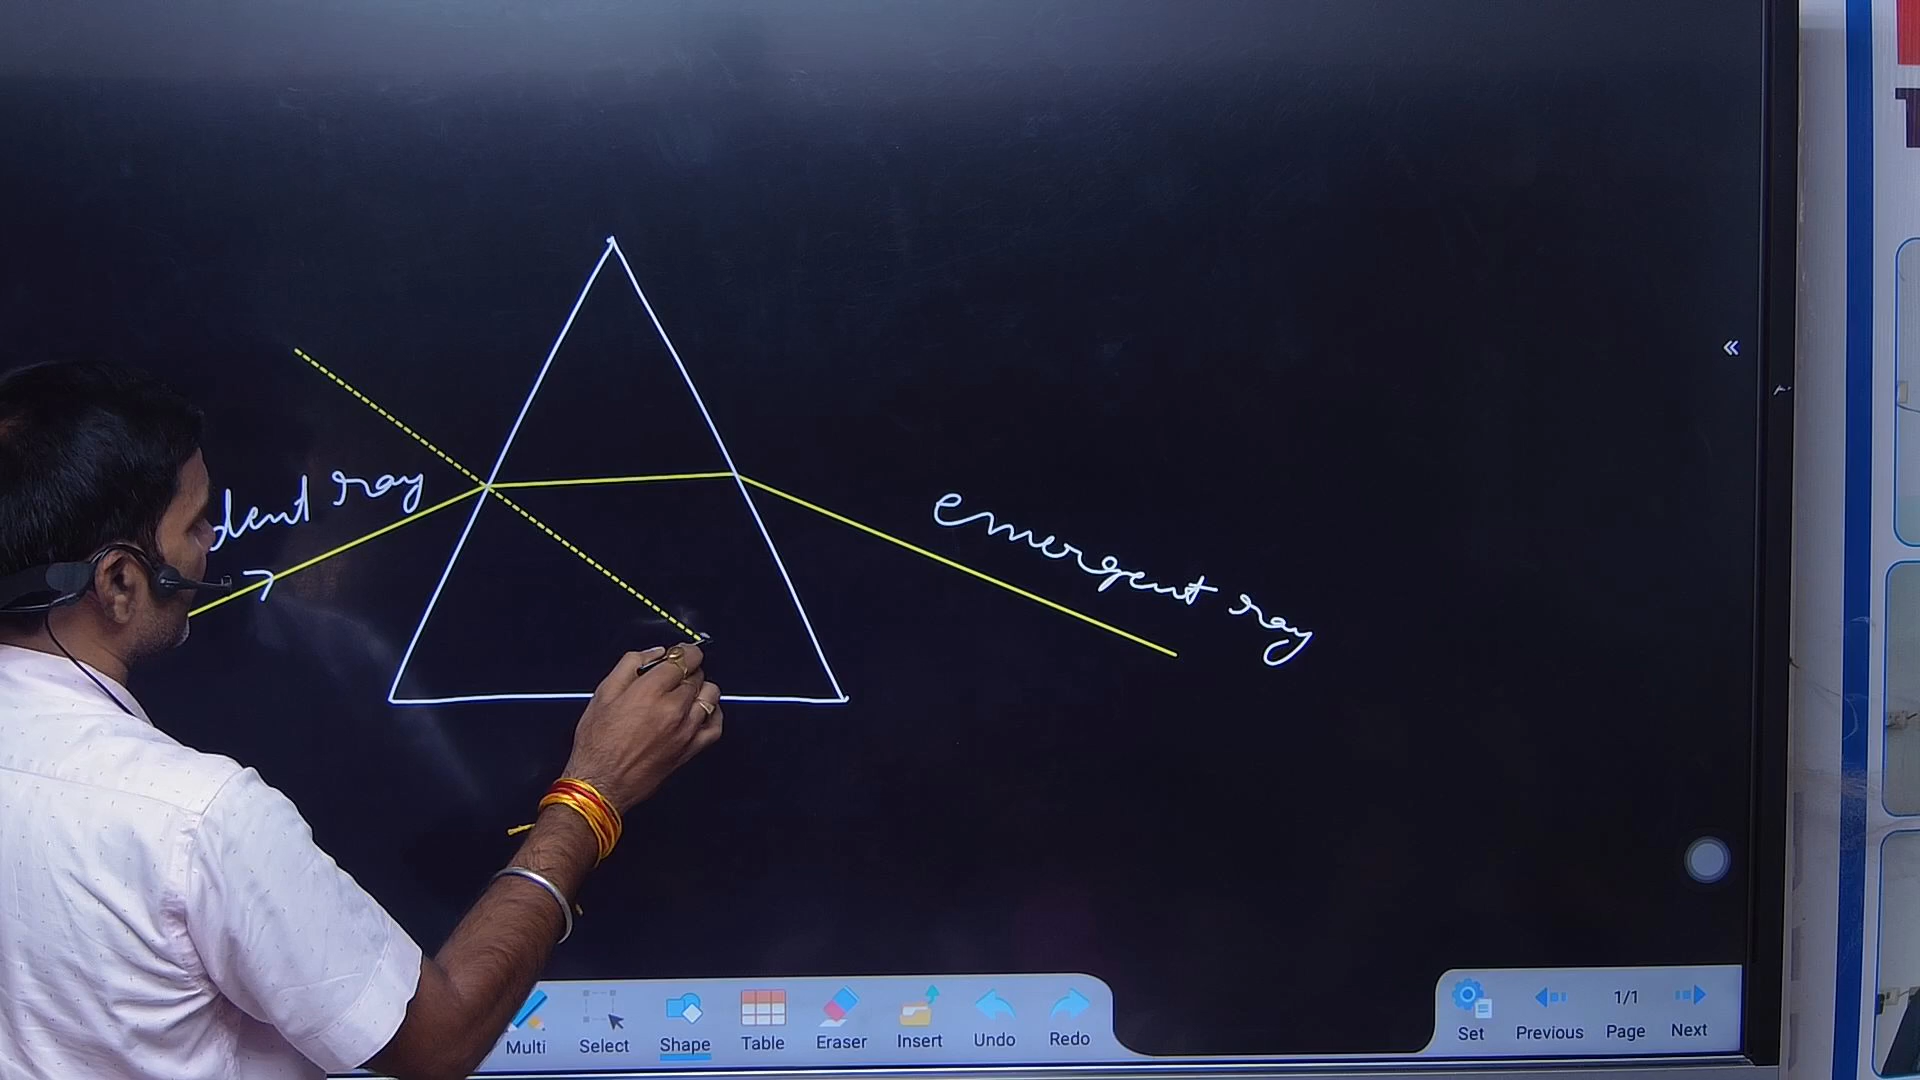 dent ray
emergent ray
Multi
Select
Shape
Table
Eraser
Insert
Undo
Redo
Set
Previous
1/1
Page
Next